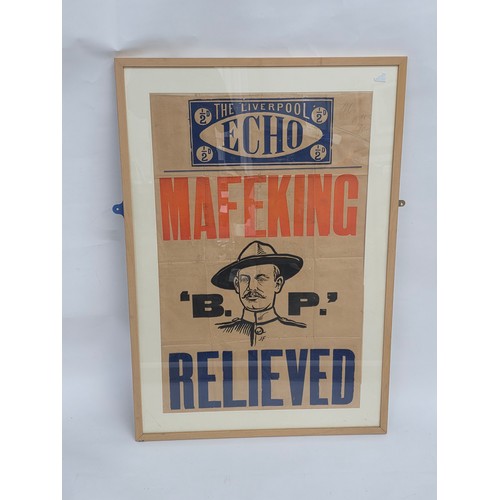 THE LIVERPOOL
½D ECHO ½D
½D ½D
MAFEKING
'B. P.'
RELIEVED